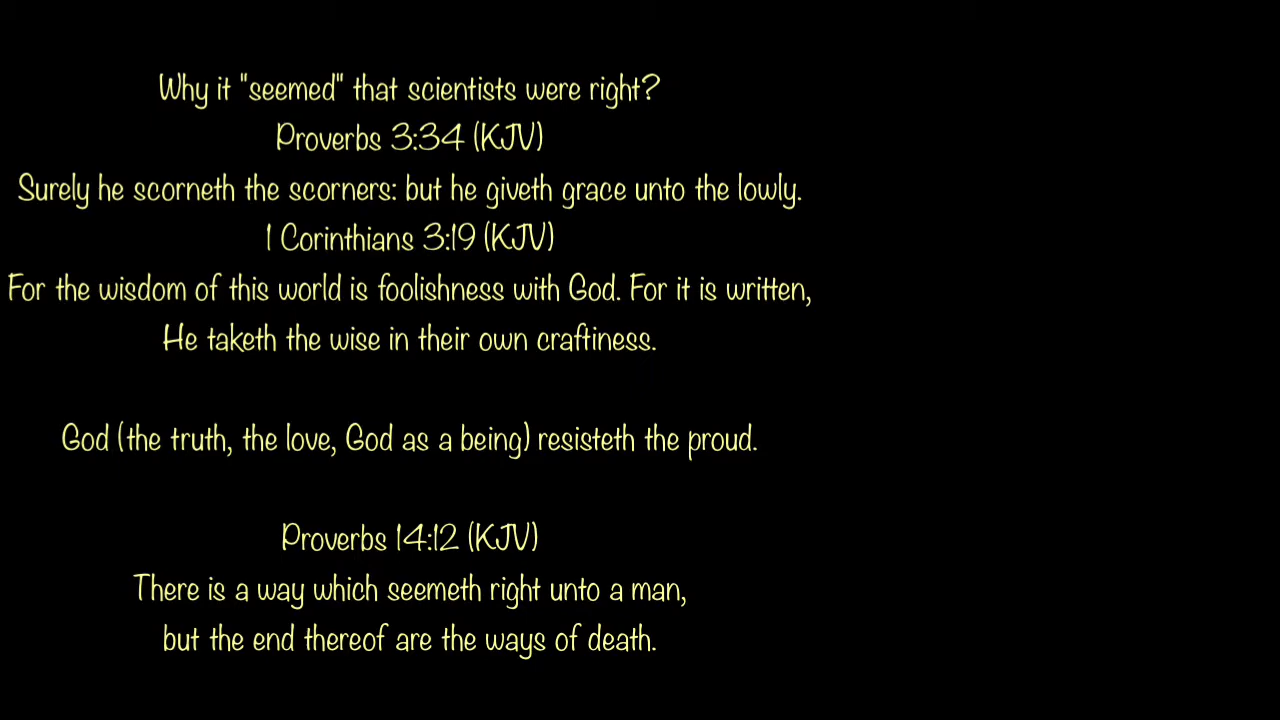 Why it "seemed" that scientists were right?
Proverbs 3:34 (KJV)
Surely he scorneth the scorners: but he giveth grace unto the lowly.
1 Corinthians 3:19 (KJV)
For the wisdom of this world is foolishness with God. For it is written,
He taketh the wise in their own craftiness.
God (the truth, the love, God as a being) resisteth the proud.
Proverbs 14:12 (KJV)
There is a way which seemeth right unto a man,
but the end thereof are the ways of death.